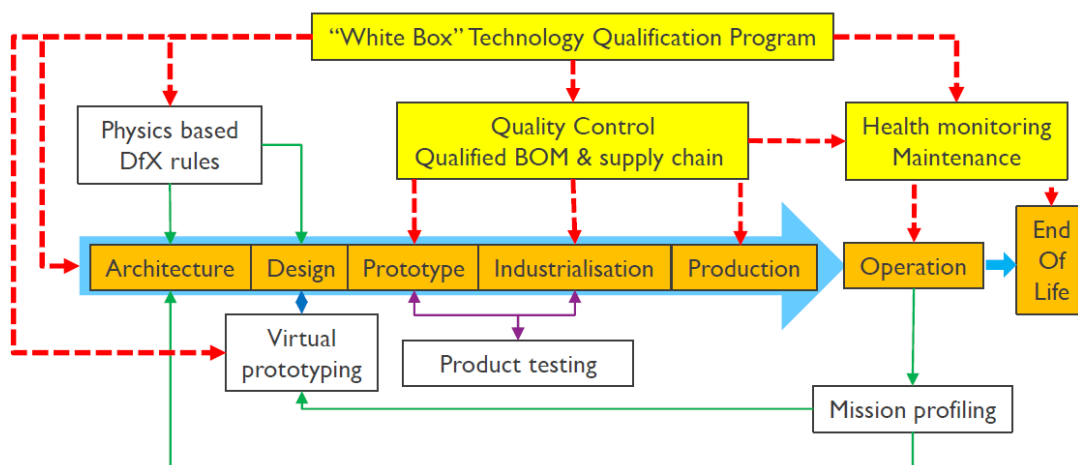 “White Box” Technology Qualification Program
Physics based
DfX rules
Quality Control
Qualified BOM & supply chain
Health monitoring
Maintenance
Architecture
Design
Prototype
Industrialisation
Production
Operation
End
Of
Life
Virtual
prototyping
Product testing
Mission profiling